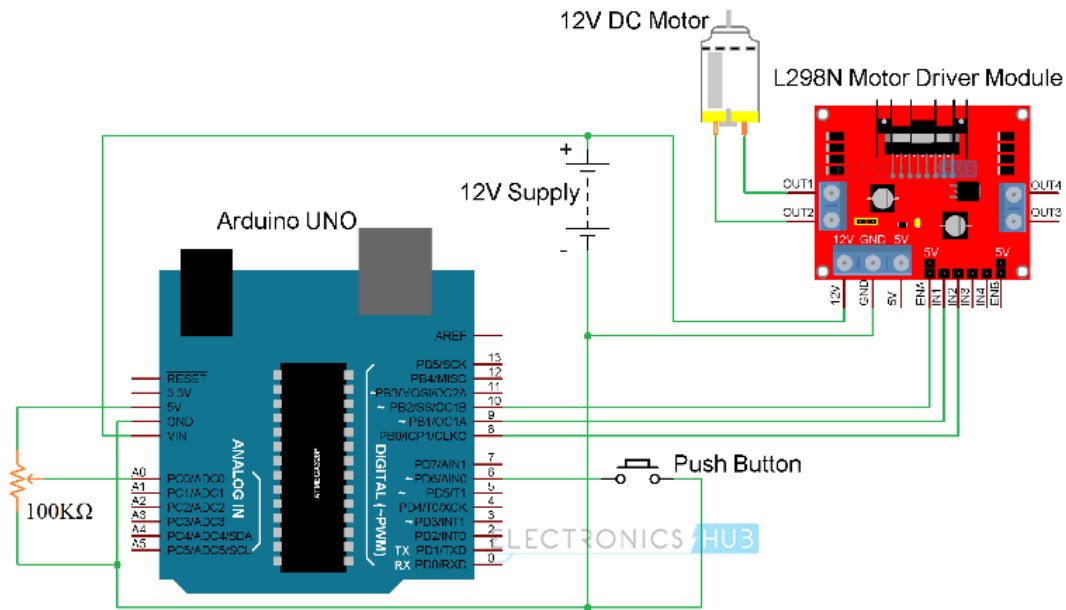 12V DC Motor
L298N Motor Driver Module
+
12V Supply
-
OUT1
OUT2
OUT4
OUT3
12V GND 5V
5V
5V
12V
GND
5V
ENA
IN1
IN2
IN3
IN4
ENB
Arduino UNO
AREF
PB5/SCK 13
PB4/MISO 12
~PB3/MOSI/OC2A 11
~ PB2/SS/OC1B 10
~ PB1/OC1A 9
PB0/ICP1/CLKO 8
PD7/AIN1 7
~ PD6/AIN0 6
~ PD5/T1 5
PD4/T0/XCK 4
~ PD3/INT1 3
PD2/INT0 2
TX PD1/TXD 1
RX PD0/RXD 0
RESET
3.3V
5V
GND
VIN
A0 PC0/ADC0
A1 PC1/ADC1
A2 PC2/ADC2
A3 PC3/ADC3
A4 PC4/ADC4/SDA
A5 PC5/ADC5/SCL
ANALOG IN
ATMEGA328P
DIGITAL (~PWM)
100KΩ
Push Button
ELECTRONICS HUB